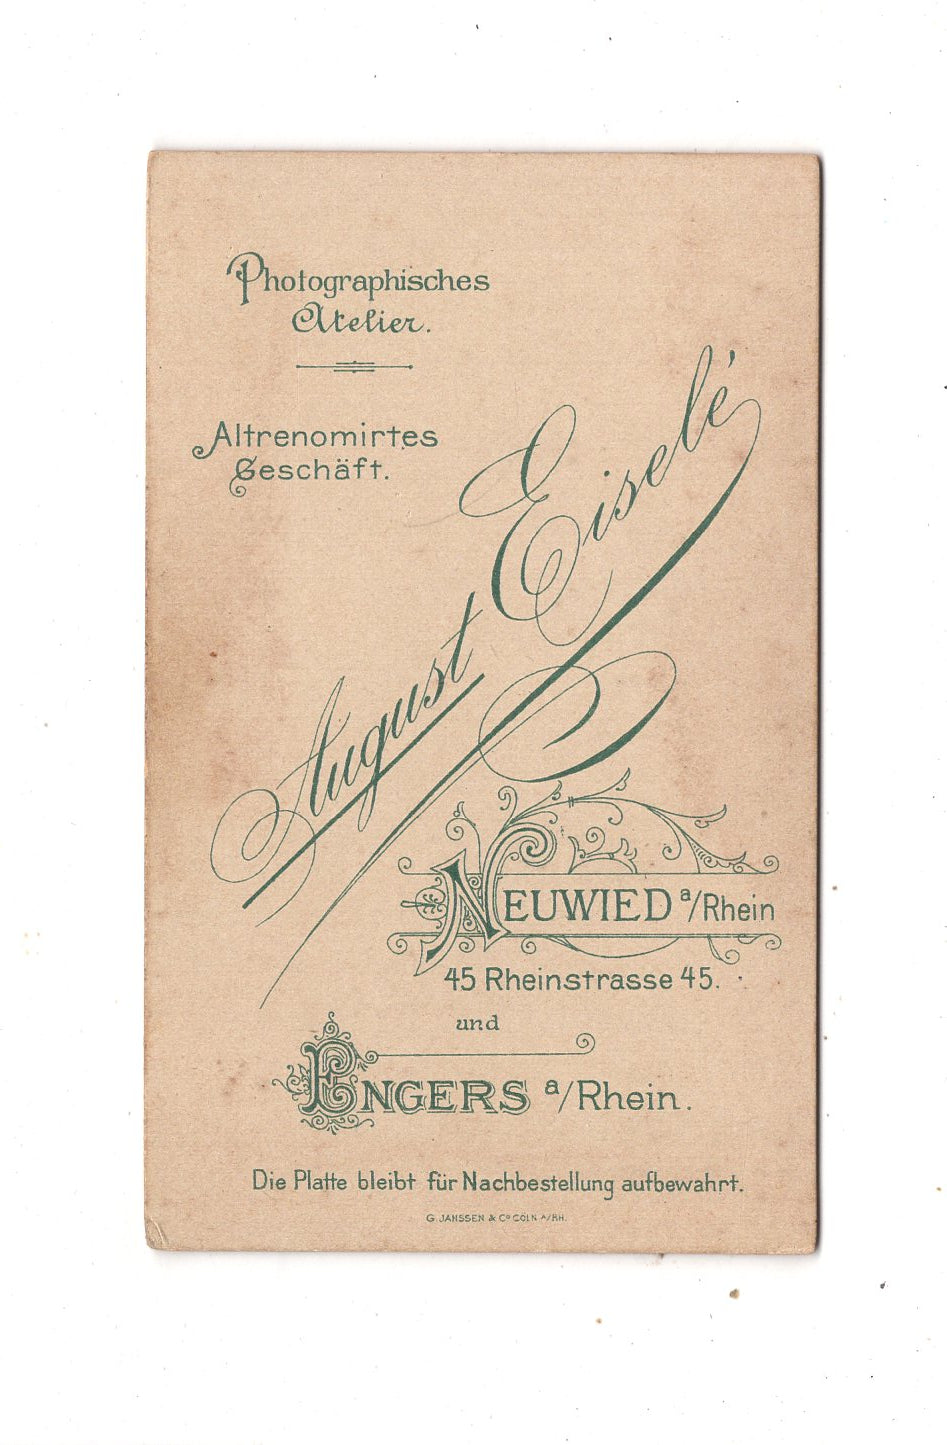 Photographisches
Atelier.
Altrenomirtes
Geschäft.
August Eiselé
NEUWIED a/Rhein
45 Rheinstrasse 45.
und
ENGERS a/Rhein.
Die Platte bleibt für Nachbestellung aufbewahrt.
G. JANSSEN & Co CÖLN A/RH.